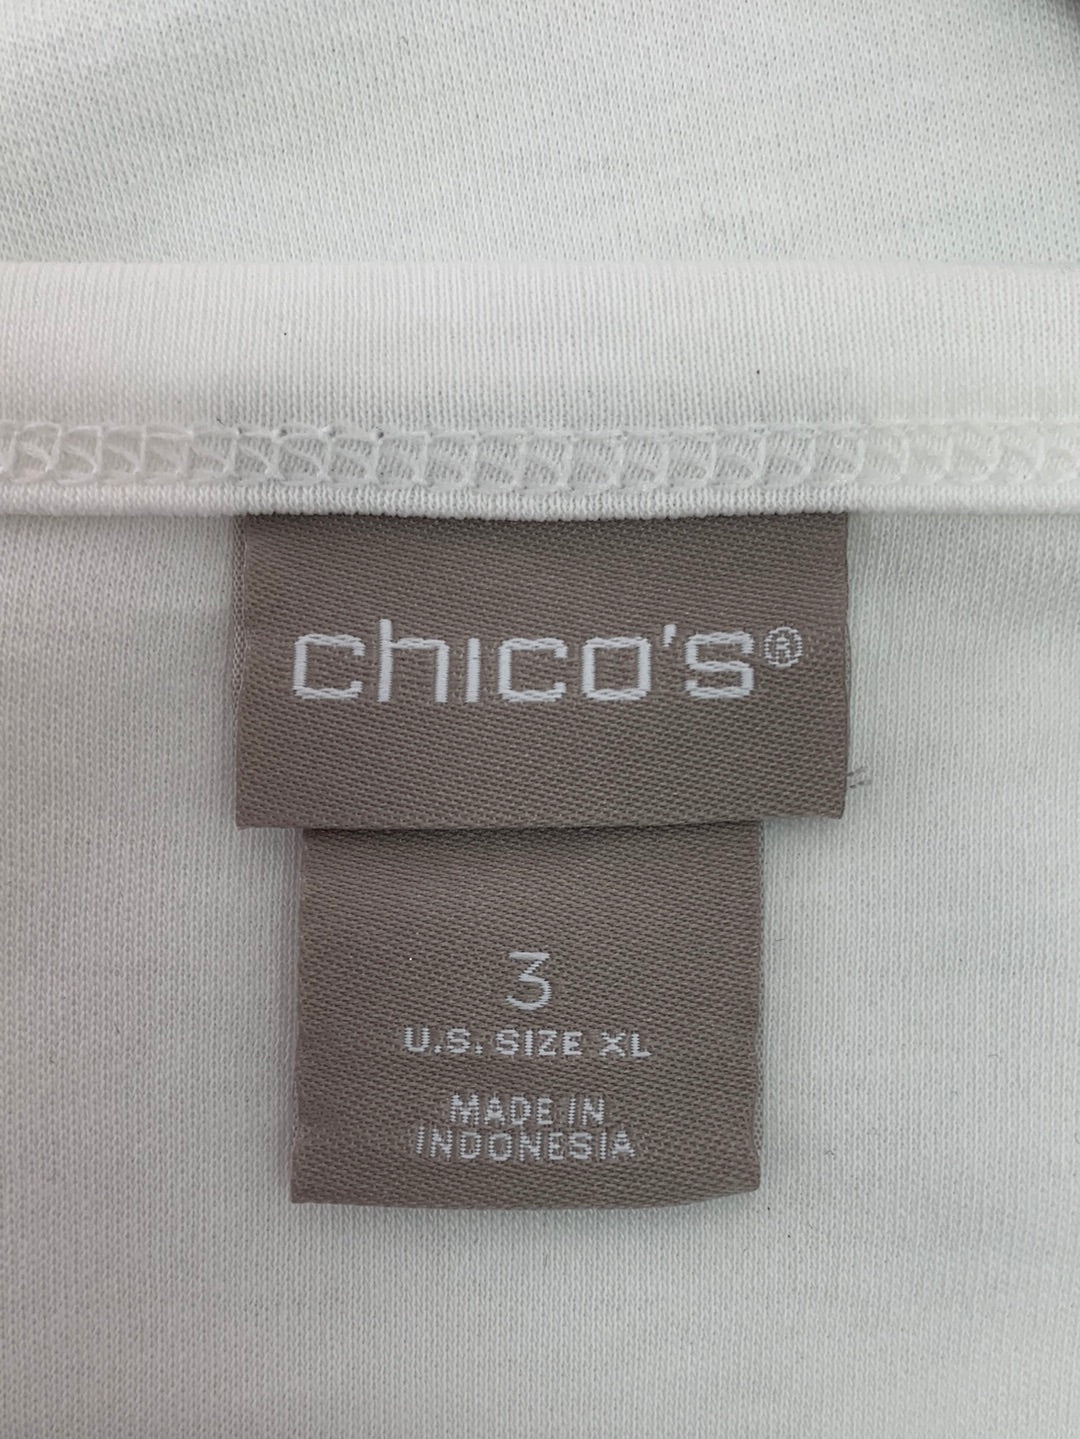 chico's®
3
U.S. SIZE XL
MADE IN
INDONESIA